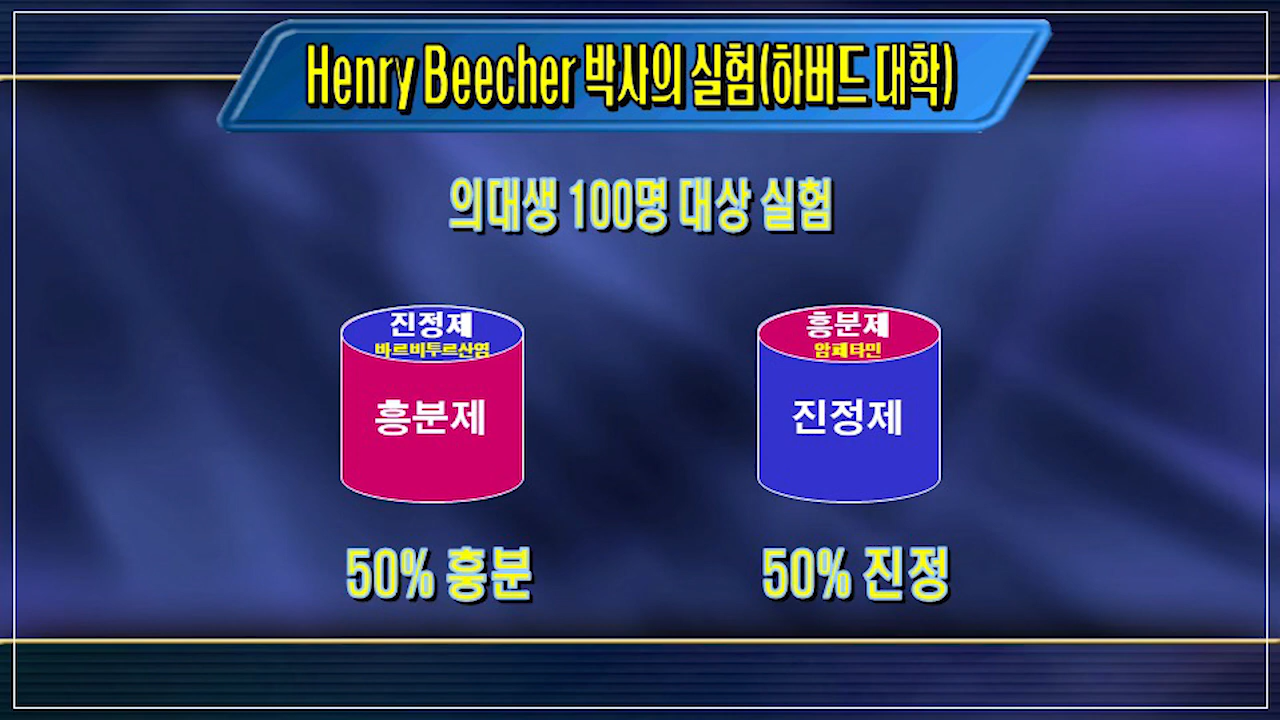 Henry Beecher 박사의 실험(하버드 대학)
의대생 100명 대상 실험
진정제
바르비투르산염
흥분제
흥분제
암페타민
진정제
50% 흥분
50% 진정